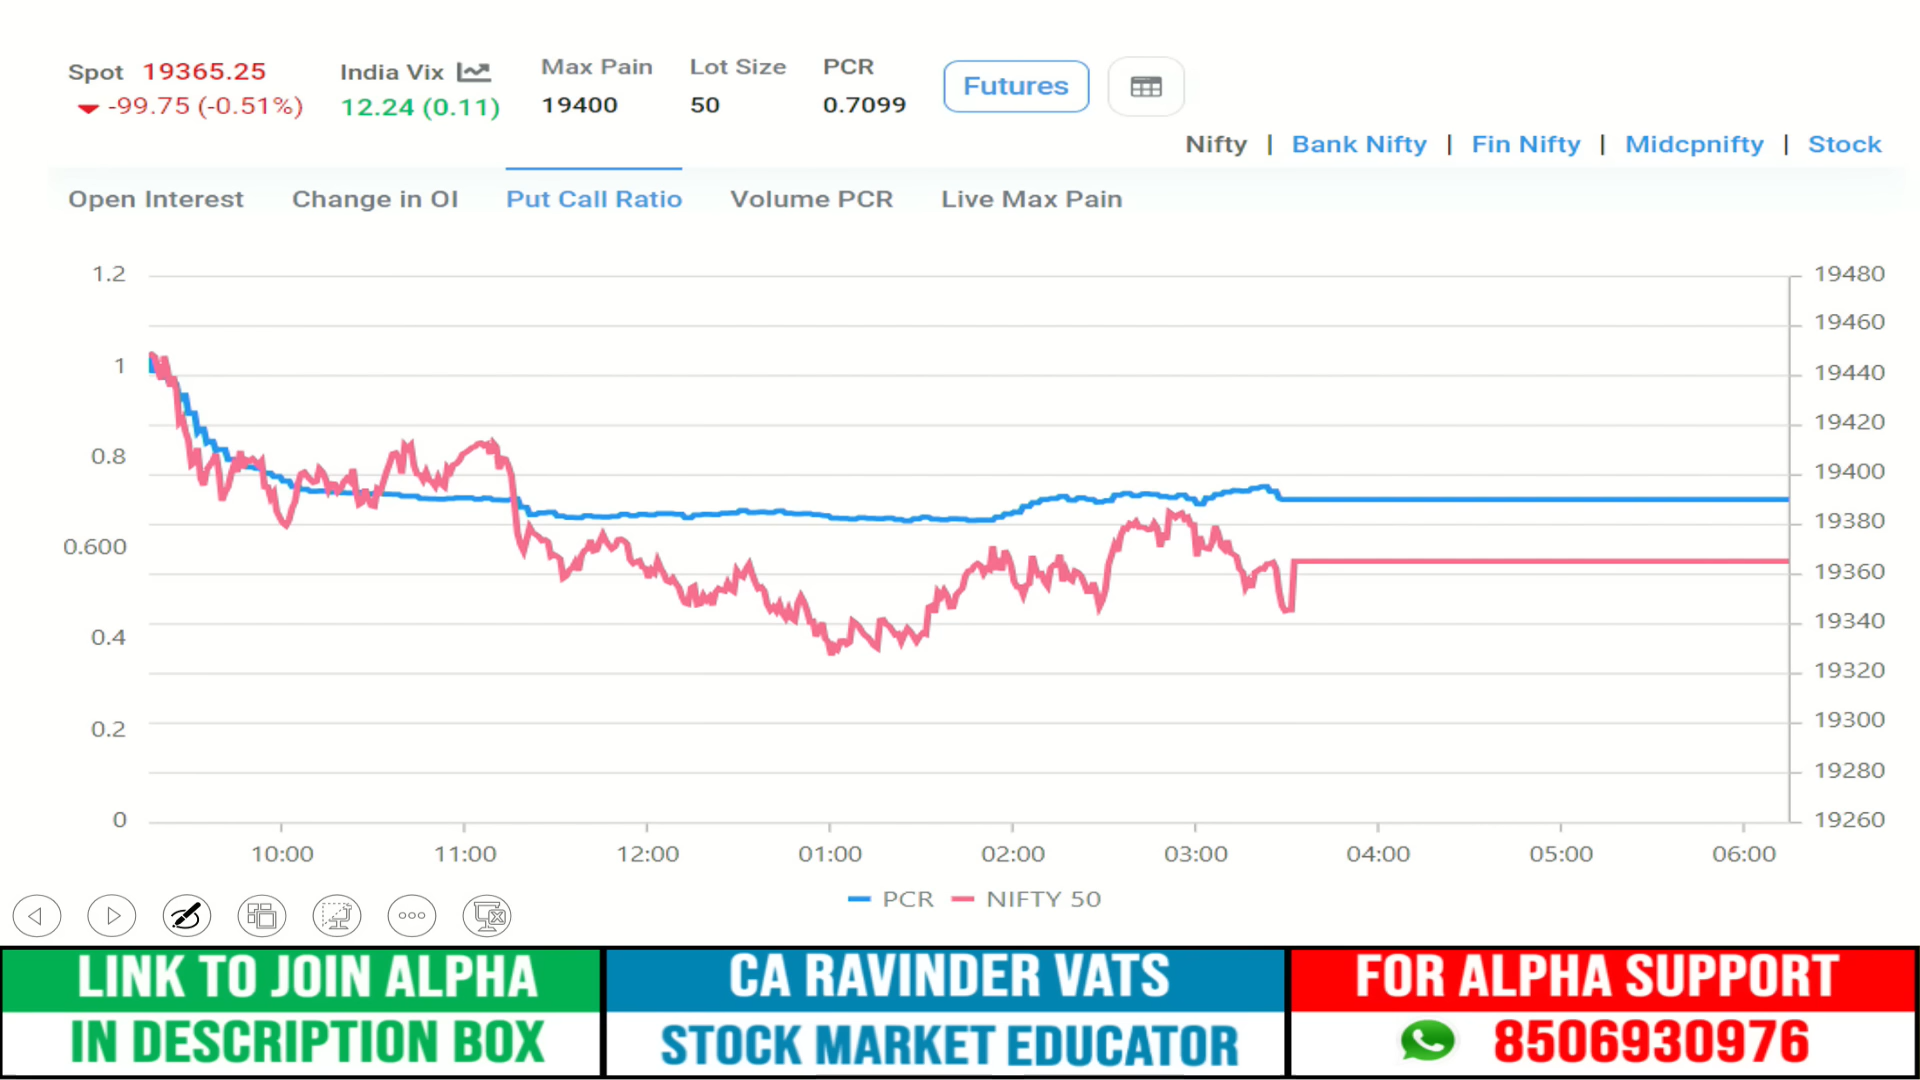 Spot 19365.25
-99.75 (-0.51%)
India Vix
12.24 (0.11)
Max Pain
19400
Lot Size
50
PCR
0.7099
Futures
Nifty | Bank Nifty | Fin Nifty | Midcpnifty | Stock
Open Interest Change in OI Put Call Ratio Volume PCR Live Max Pain
1.2
1
0.8
0.600
0.4
0.2
0
19480
19460
19440
19420
19400
19380
19360
19340
19320
19300
19280
19260
10:00 11:00 12:00 01:00 02:00 03:00 04:00 05:00 06:00
PCR NIFTY 50
LINK TO JOIN ALPHA
IN DESCRIPTION BOX
CA RAVINDER VATS
STOCK MARKET EDUCATOR
FOR ALPHA SUPPORT
8506930976